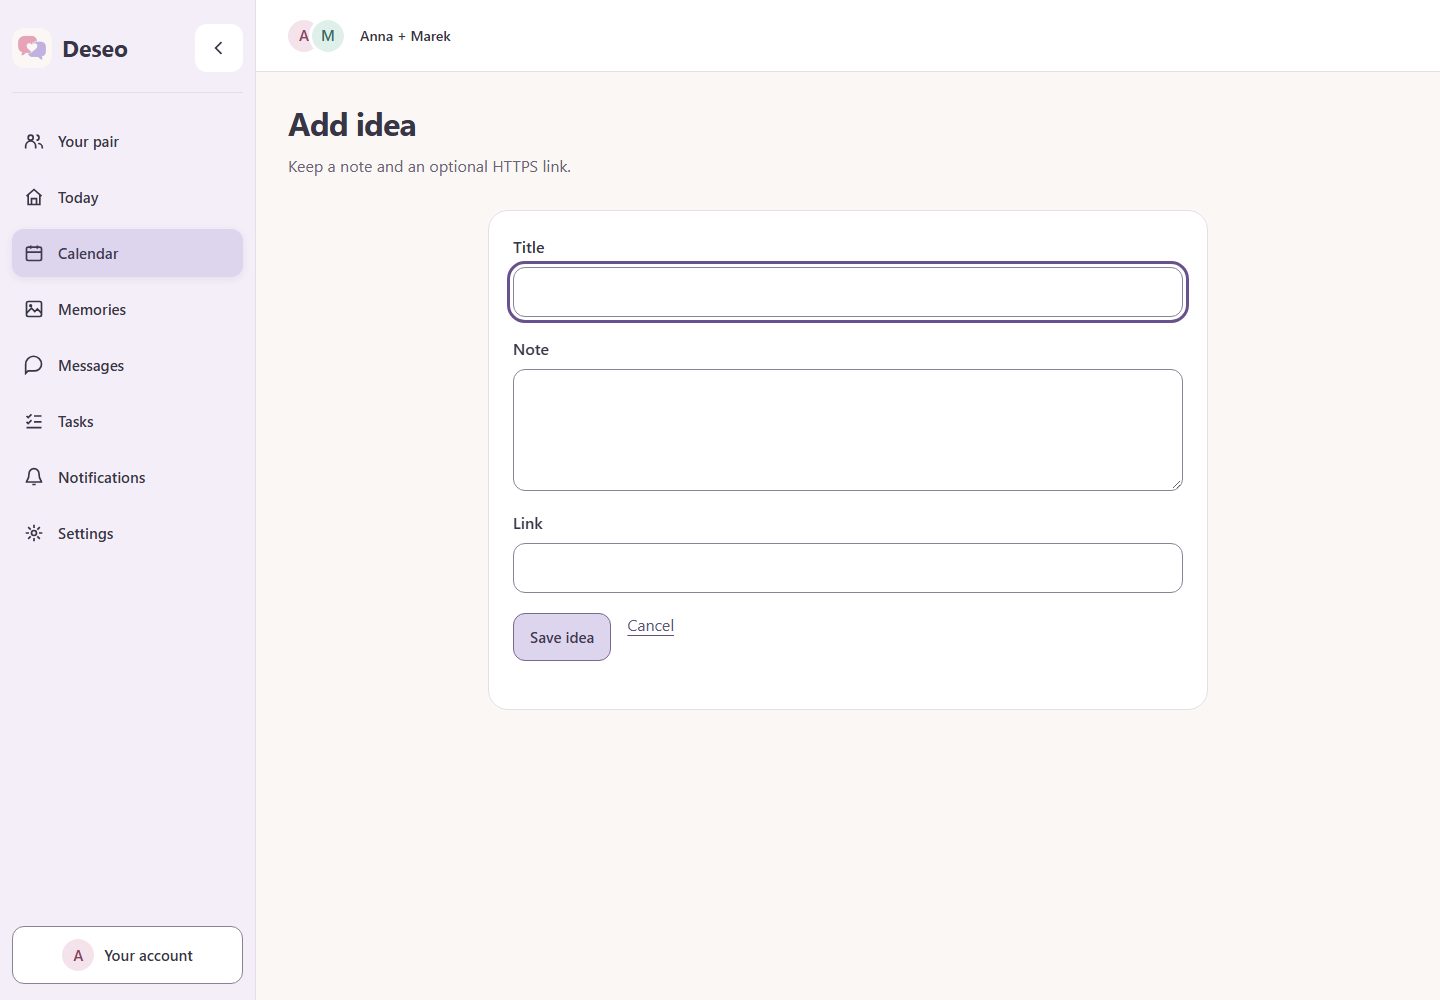 Deseo
Your pair
Today
Calendar
Memories
Messages
Tasks
Notifications
Settings
A Your account
A M Anna + Marek
Add idea
Keep a note and an optional HTTPS link.
Title
Note
Link
Save idea Cancel